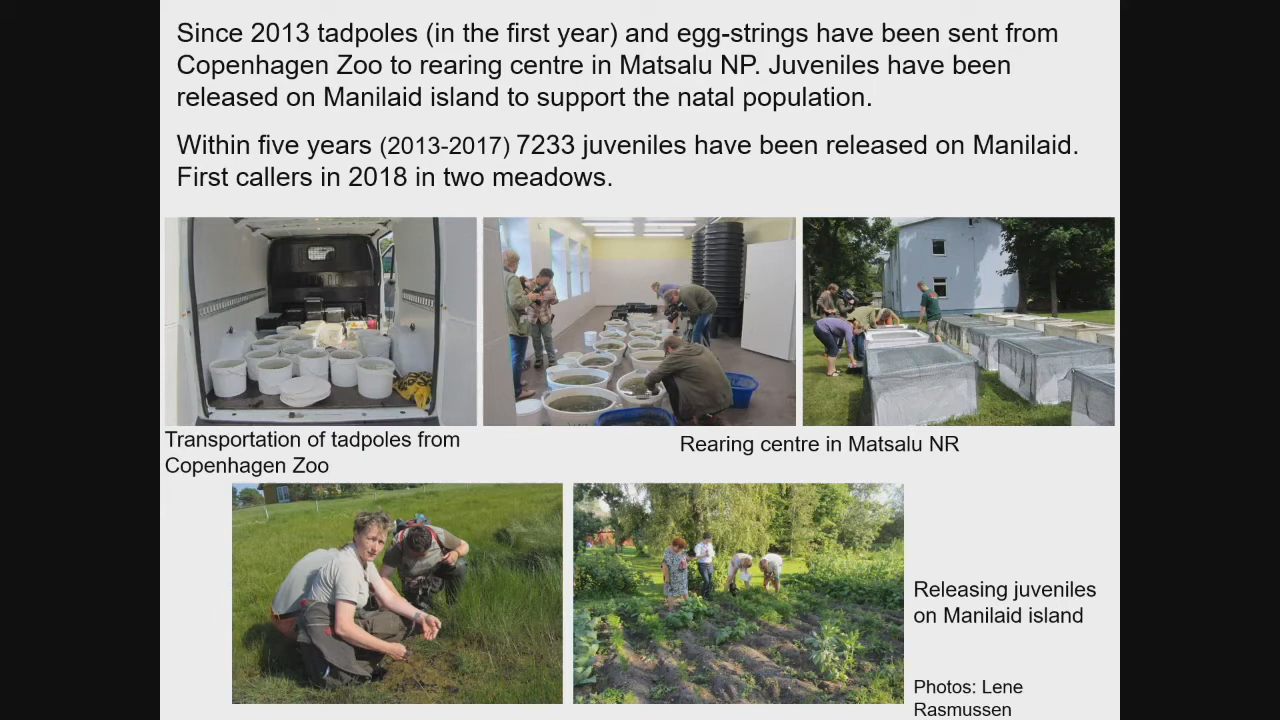 Since 2013 tadpoles (in the first year) and egg-strings have been sent from
Copenhagen Zoo to rearing centre in Matsalu NP. Juveniles have been
released on Manilaid island to support the natal population.
Within five years (2013-2017) 7233 juveniles have been released on Manilaid.
First callers in 2018 in two meadows.
Transportation of tadpoles from
Copenhagen Zoo
Rearing centre in Matsalu NR
Releasing juveniles
on Manilaid island
Photos: Lene
Rasmussen